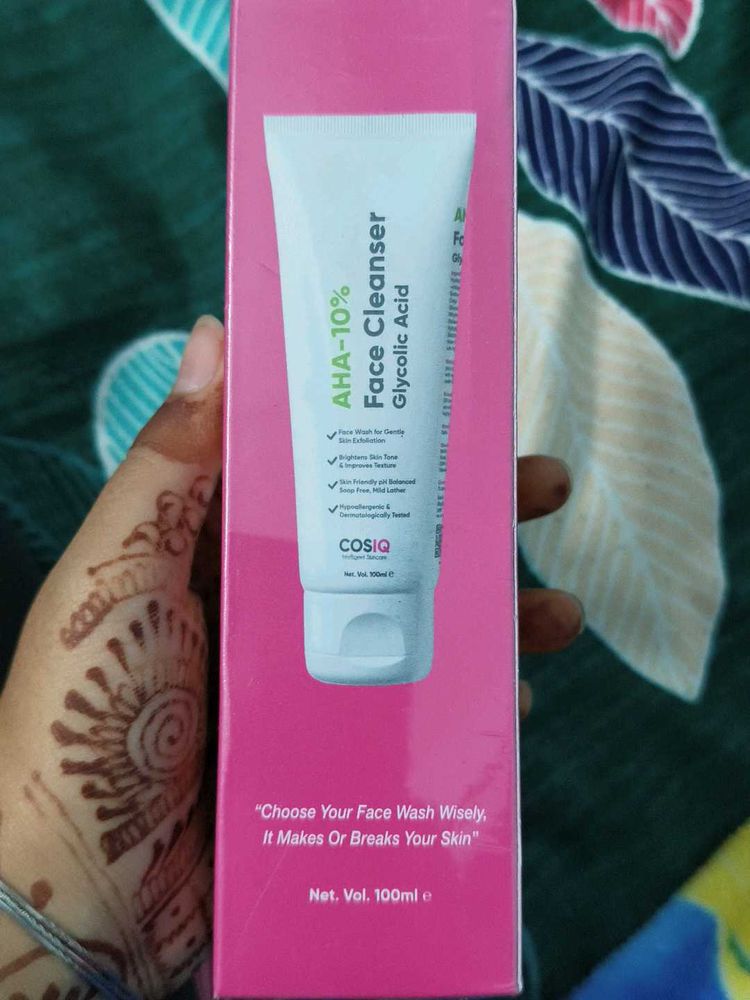 AHA-10%
Face Cleanser
Glycolic Acid
Face Wash for Gentle
Skin Exfoliation
Brightens Skin Tone
& Improves Texture
Skin Friendly pH Balanced
Soap Free, Mild Lather
Hypoallergenic &
Dermatologically Tested
COSIQ
Intelligent Skincare
Net. Vol. 100ml ℮
"Choose Your Face Wash Wisely,
It Makes Or Breaks Your Skin"
Net. Vol. 100ml ℮